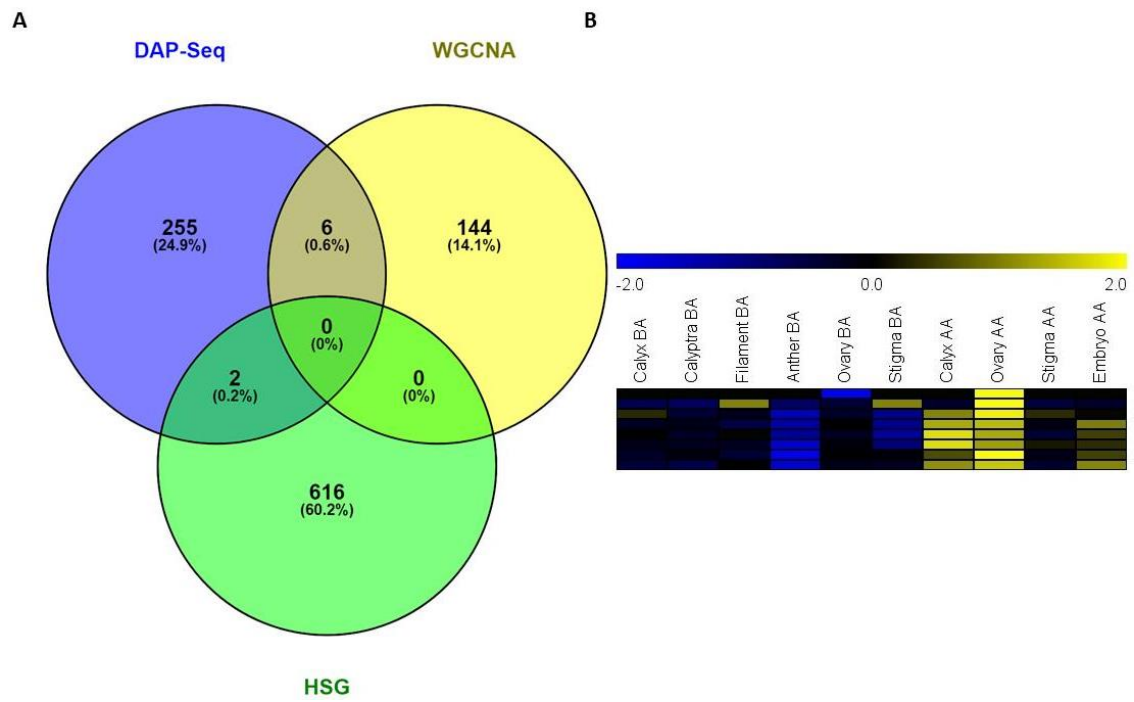 A
B
DAP-Seq
WGCNA
255
(24.9%)
6
(0.6%)
144
(14.1%)
0
(0%)
2
(0.2%)
0
(0%)
616
(60.2%)
HSG
-2.0
0.0
2.0
Calyx BA
Calyptra BA
Filament BA
Anther BA
Ovary BA
Stigma BA
Calyx AA
Ovary AA
Stigma AA
Embryo AA